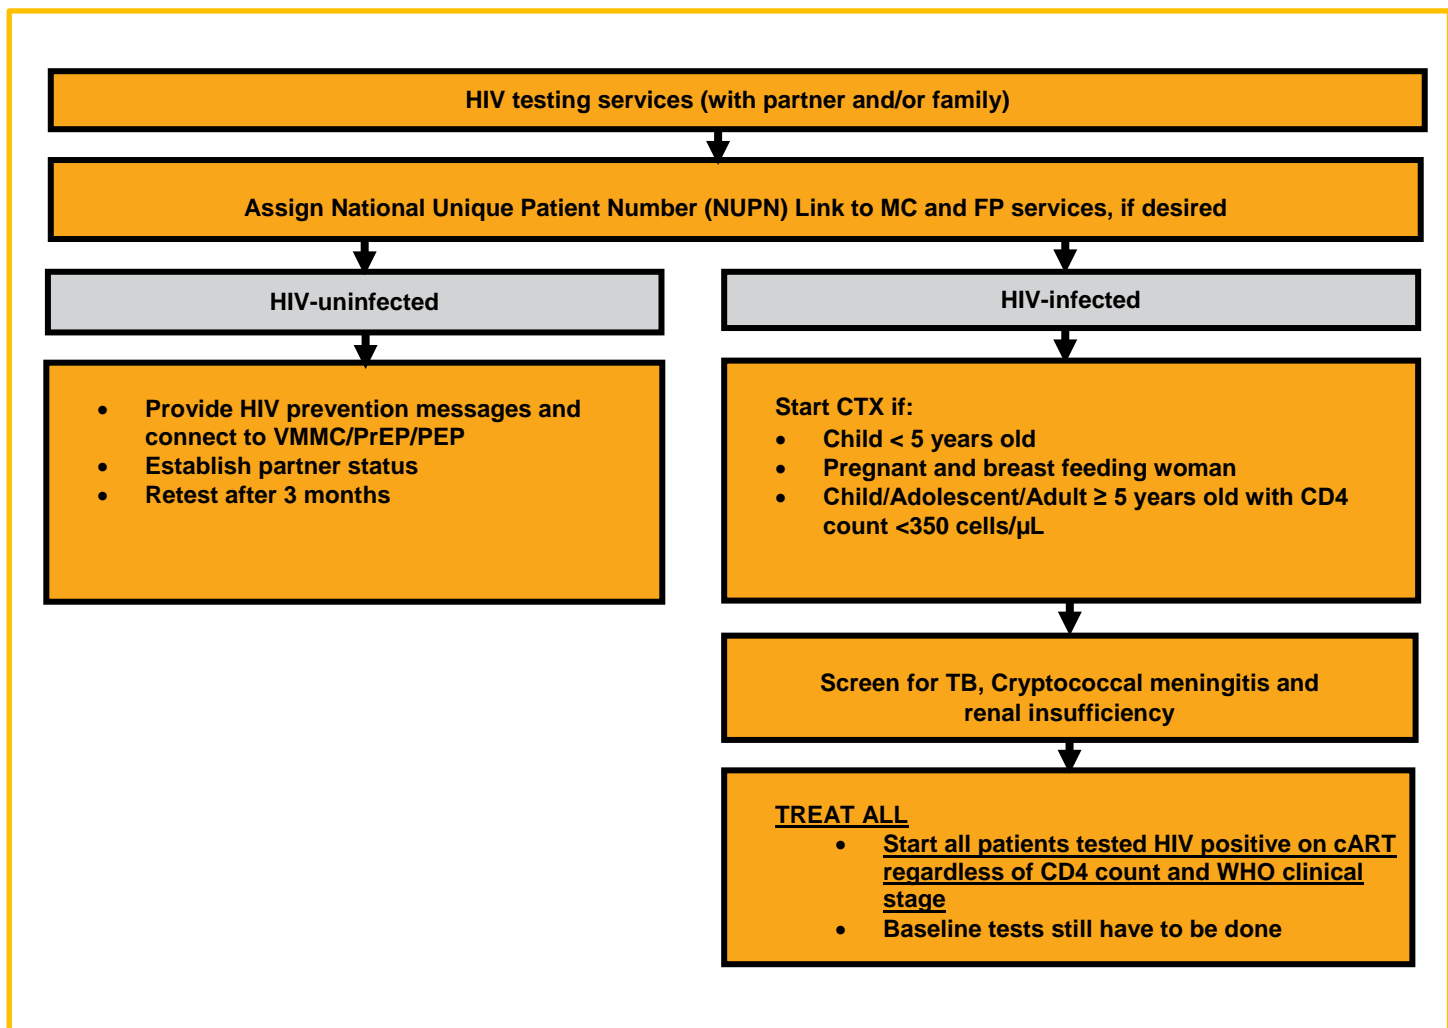 HIV testing services (with partner and/or family)
Assign National Unique Patient Number (NUPN) Link to MC and FP services, if desired
HIV-uninfected
• Provide HIV prevention messages and
connect to VMMC/PrEP/PEP
• Establish partner status
• Retest after 3 months
HIV-infected
Start CTX if:
• Child < 5 years old
• Pregnant and breast feeding woman
• Child/Adolescent/Adult ≥ 5 years old with CD4
count <350 cells/µL
Screen for TB, Cryptococcal meningitis and
renal insufficiency
TREAT ALL
• Start all patients tested HIV positive on cART
regardless of CD4 count and WHO clinical
stage
• Baseline tests still have to be done